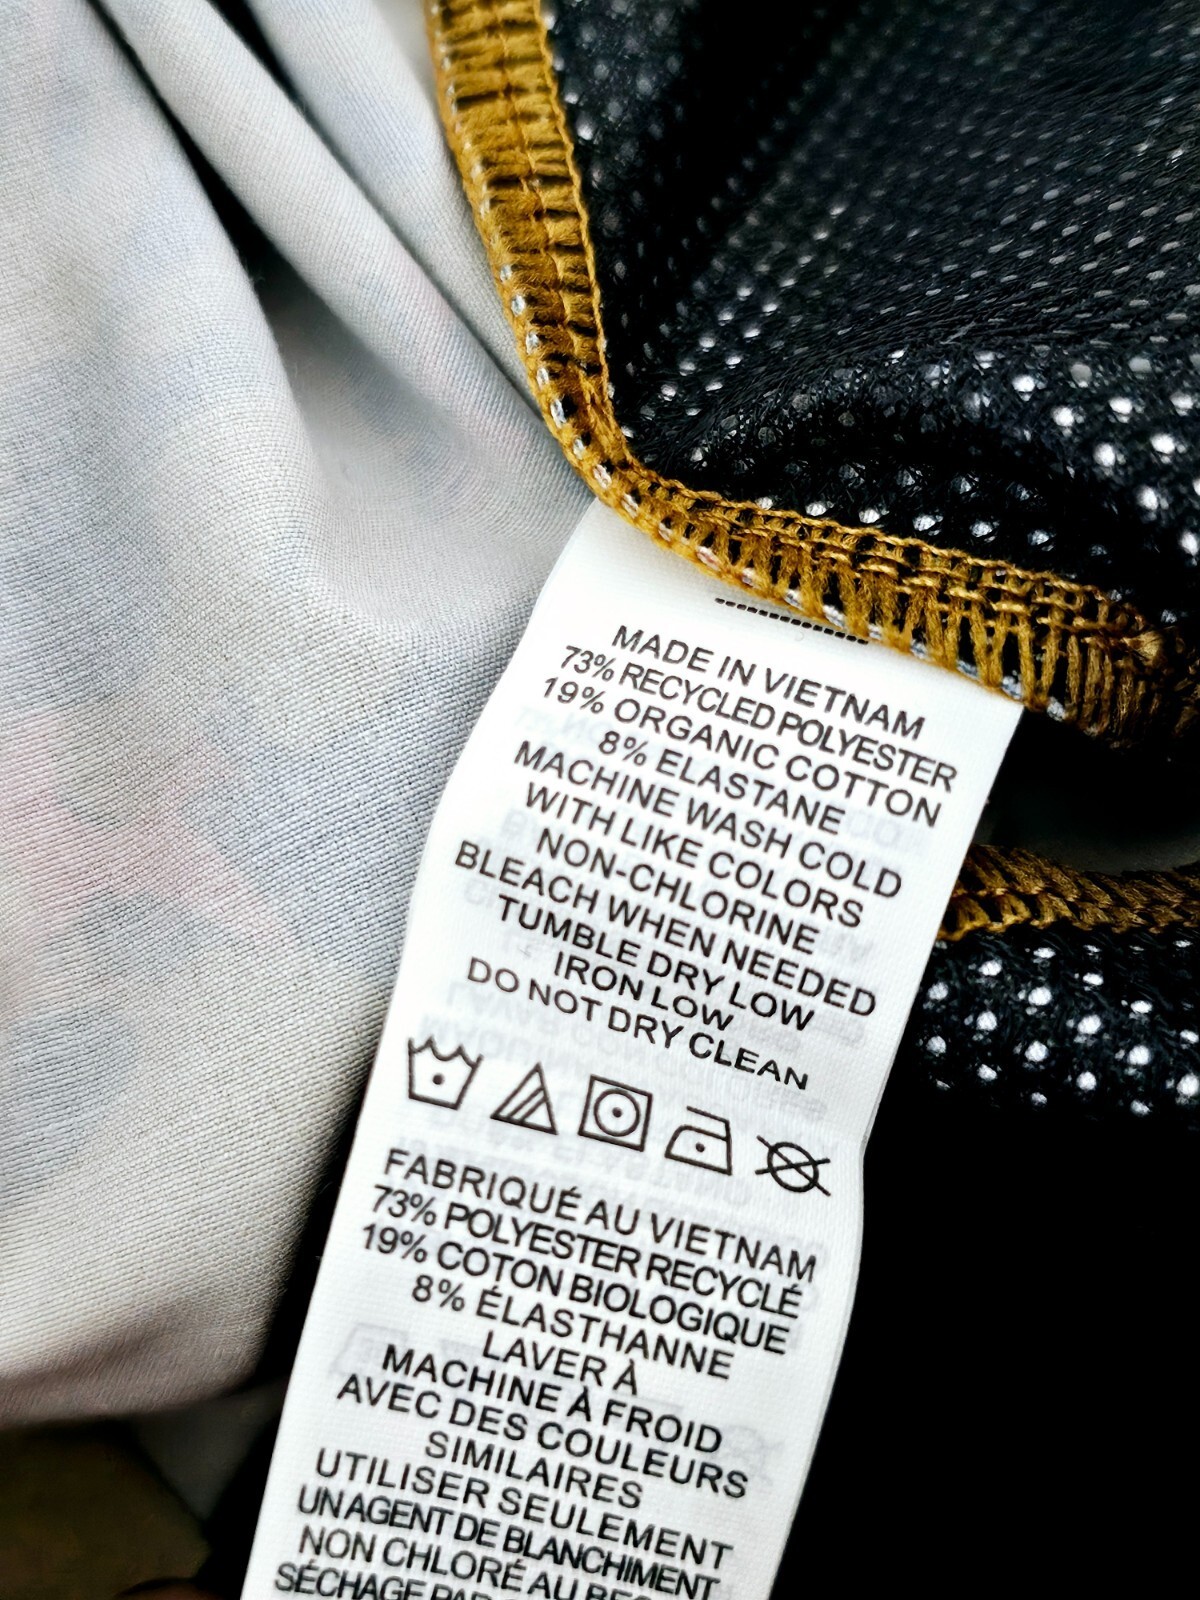 MADE IN VIETNAM
73% RECYCLED POLYESTER
19% ORGANIC COTTON
8% ELASTANE
MACHINE WASH COLD
WITH LIKE COLORS
NON-CHLORINE
BLEACH WHEN NEEDED
TUMBLE DRY LOW
IRON LOW
DO NOT DRY CLEAN
FABRIQUÉ AU VIETNAM
73% POLYESTER RECYCLÉ
19% COTON BIOLOGIQUE
8% ÉLASTHANNE
LAVER À
MACHINE À FROID
AVEC DES COULEURS
SIMILAIRES
UTILISER SEULEMENT
UN AGENT DE BLANCHIMENT
NON CHLORÉ AU
SÉCHAGE PAR